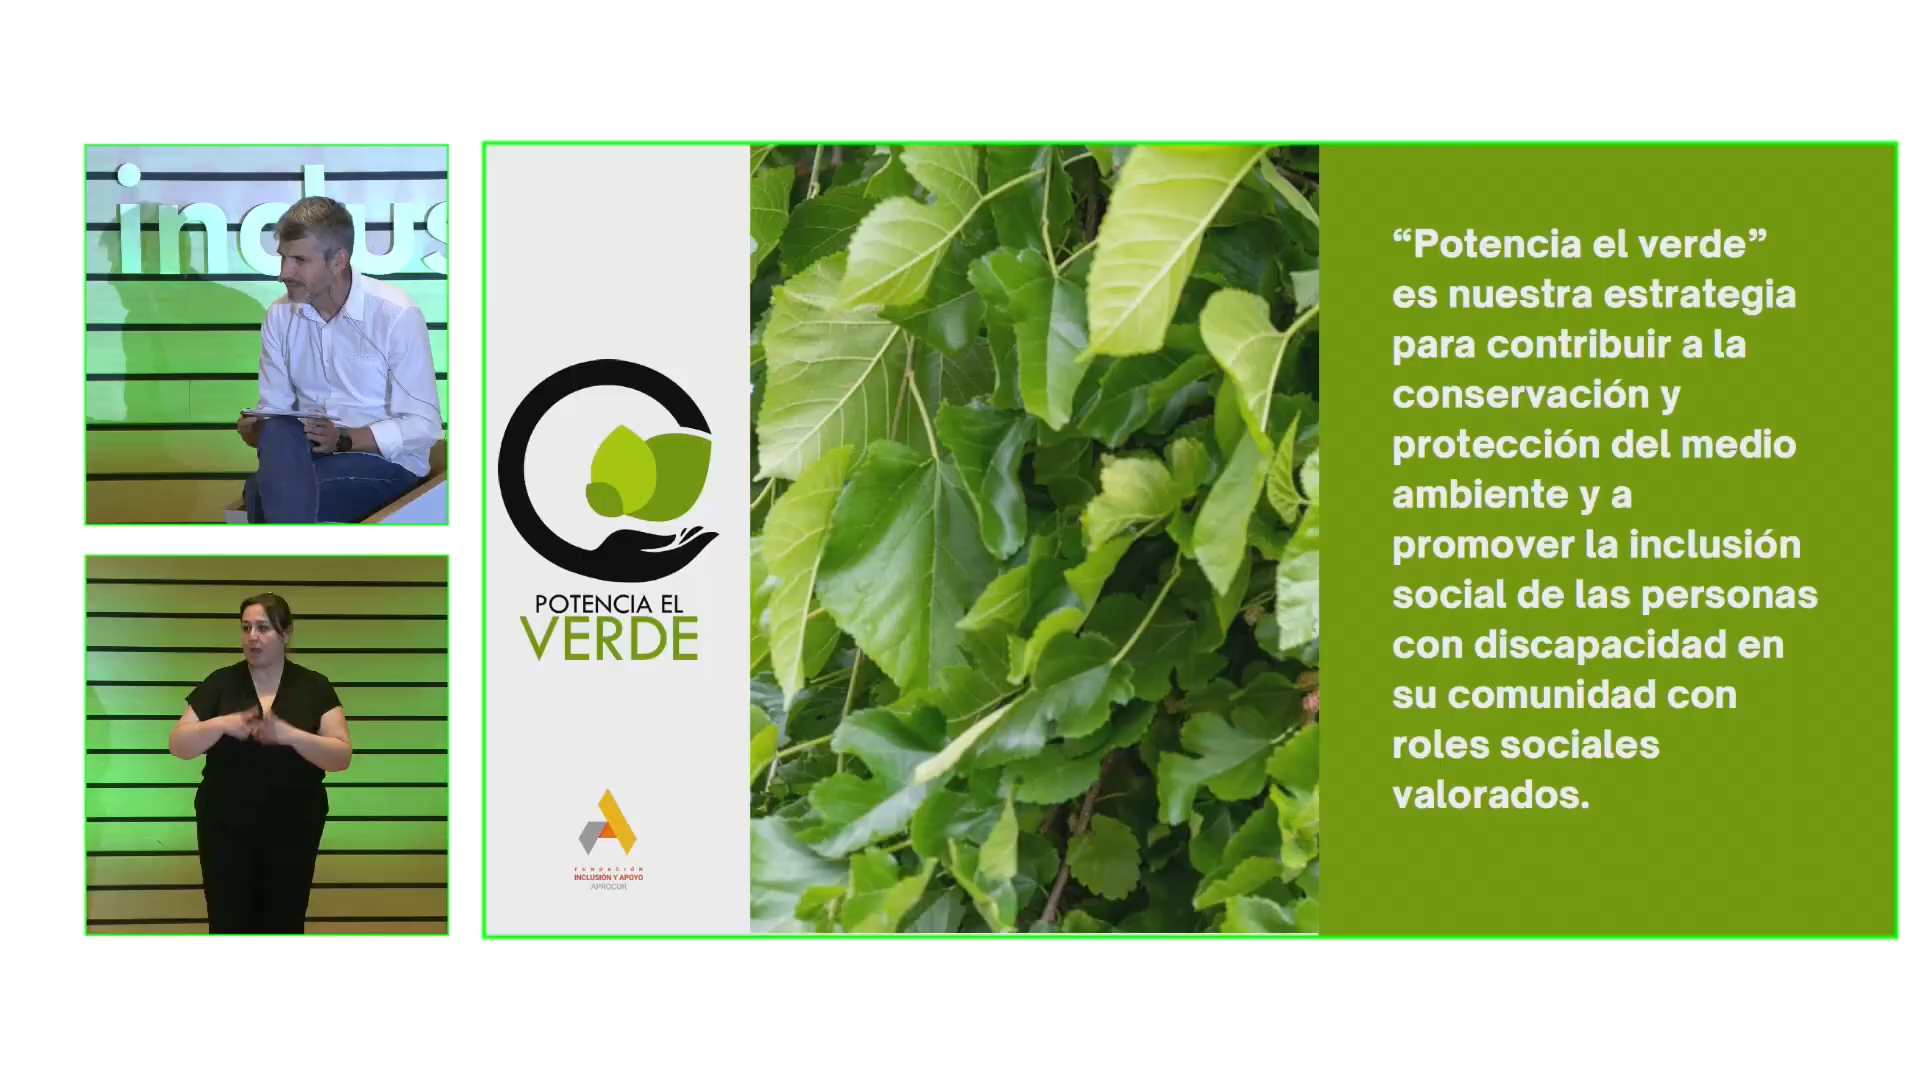 inclus
POTENCIA EL
VERDE
FUNDACIÓN
INCLUSIÓN Y APOYO
APROCOR
“Potencia el verde”
es nuestra estrategia
para contribuir a la
conservación y
protección del medio
ambiente y a
promover la inclusión
social de las personas
con discapacidad en
su comunidad con
roles sociales
valorados.